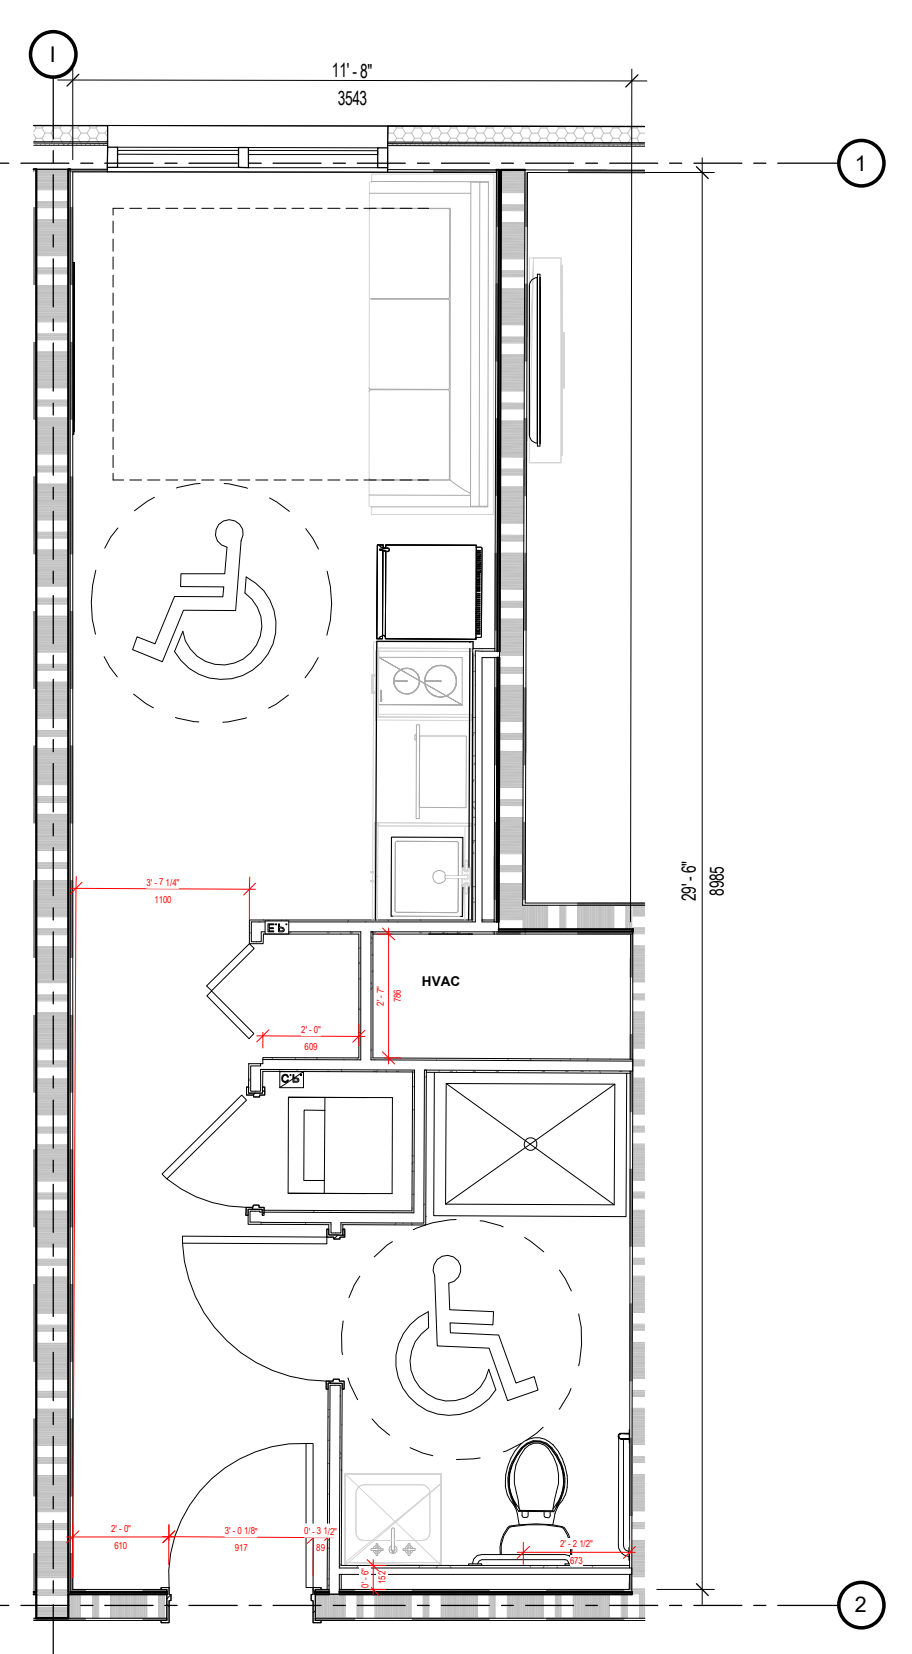 I
11' - 8"
3543
1
29' - 6"
8985
3' - 7 1/4"
1100
E.P.
HVAC
2' - 7"
786
2' - 0"
609
C.P.
2' - 0"
610
3' - 0 1/8"
917
0' - 3 1/2"
89
2' - 2 1/2"
673
0' - 6"
152
2